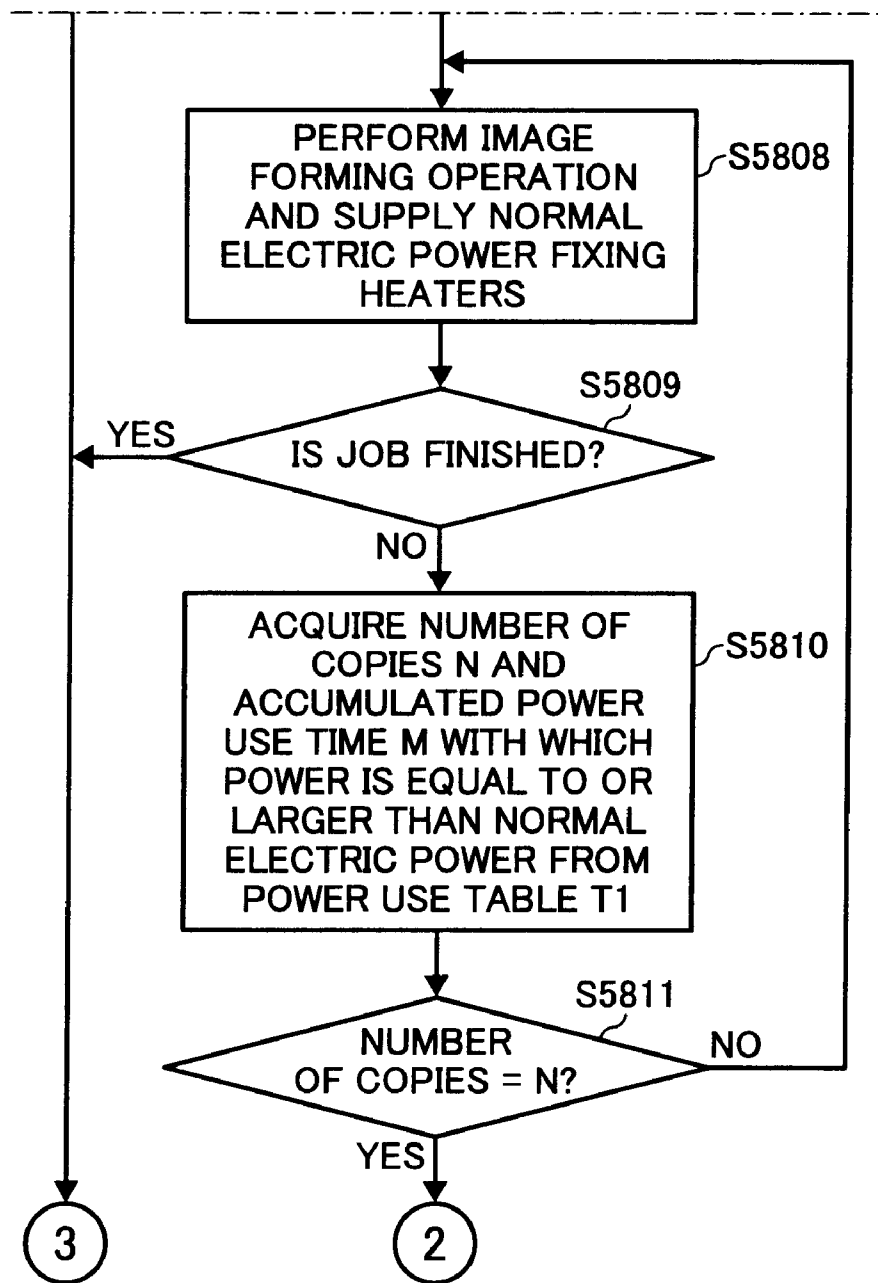 PERFORM IMAGE
FORMING OPERATION
AND SUPPLY NORMAL
ELECTRIC POWER FIXING
HEATERS
S5808
S5809
YES
IS JOB FINISHED?
NO
ACQUIRE NUMBER OF
COPIES N AND
ACCUMULATED POWER
USE TIME M WITH WHICH
POWER IS EQUAL TO OR
LARGER THAN NORMAL
ELECTRIC POWER FROM
POWER USE TABLE T1
S5810
S5811
NUMBER
OF COPIES = N?
NO
YES
3
2